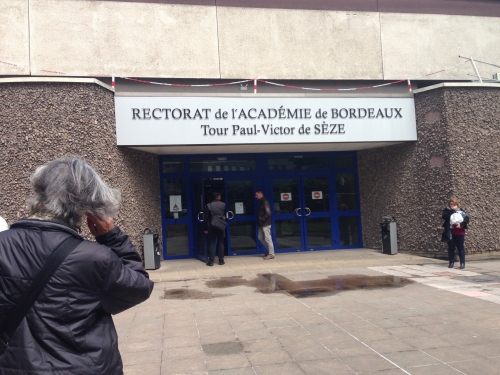 RECTORAT de l'ACADÉMIE de BORDEAUX
Tour Paul-Victor de SÈZE